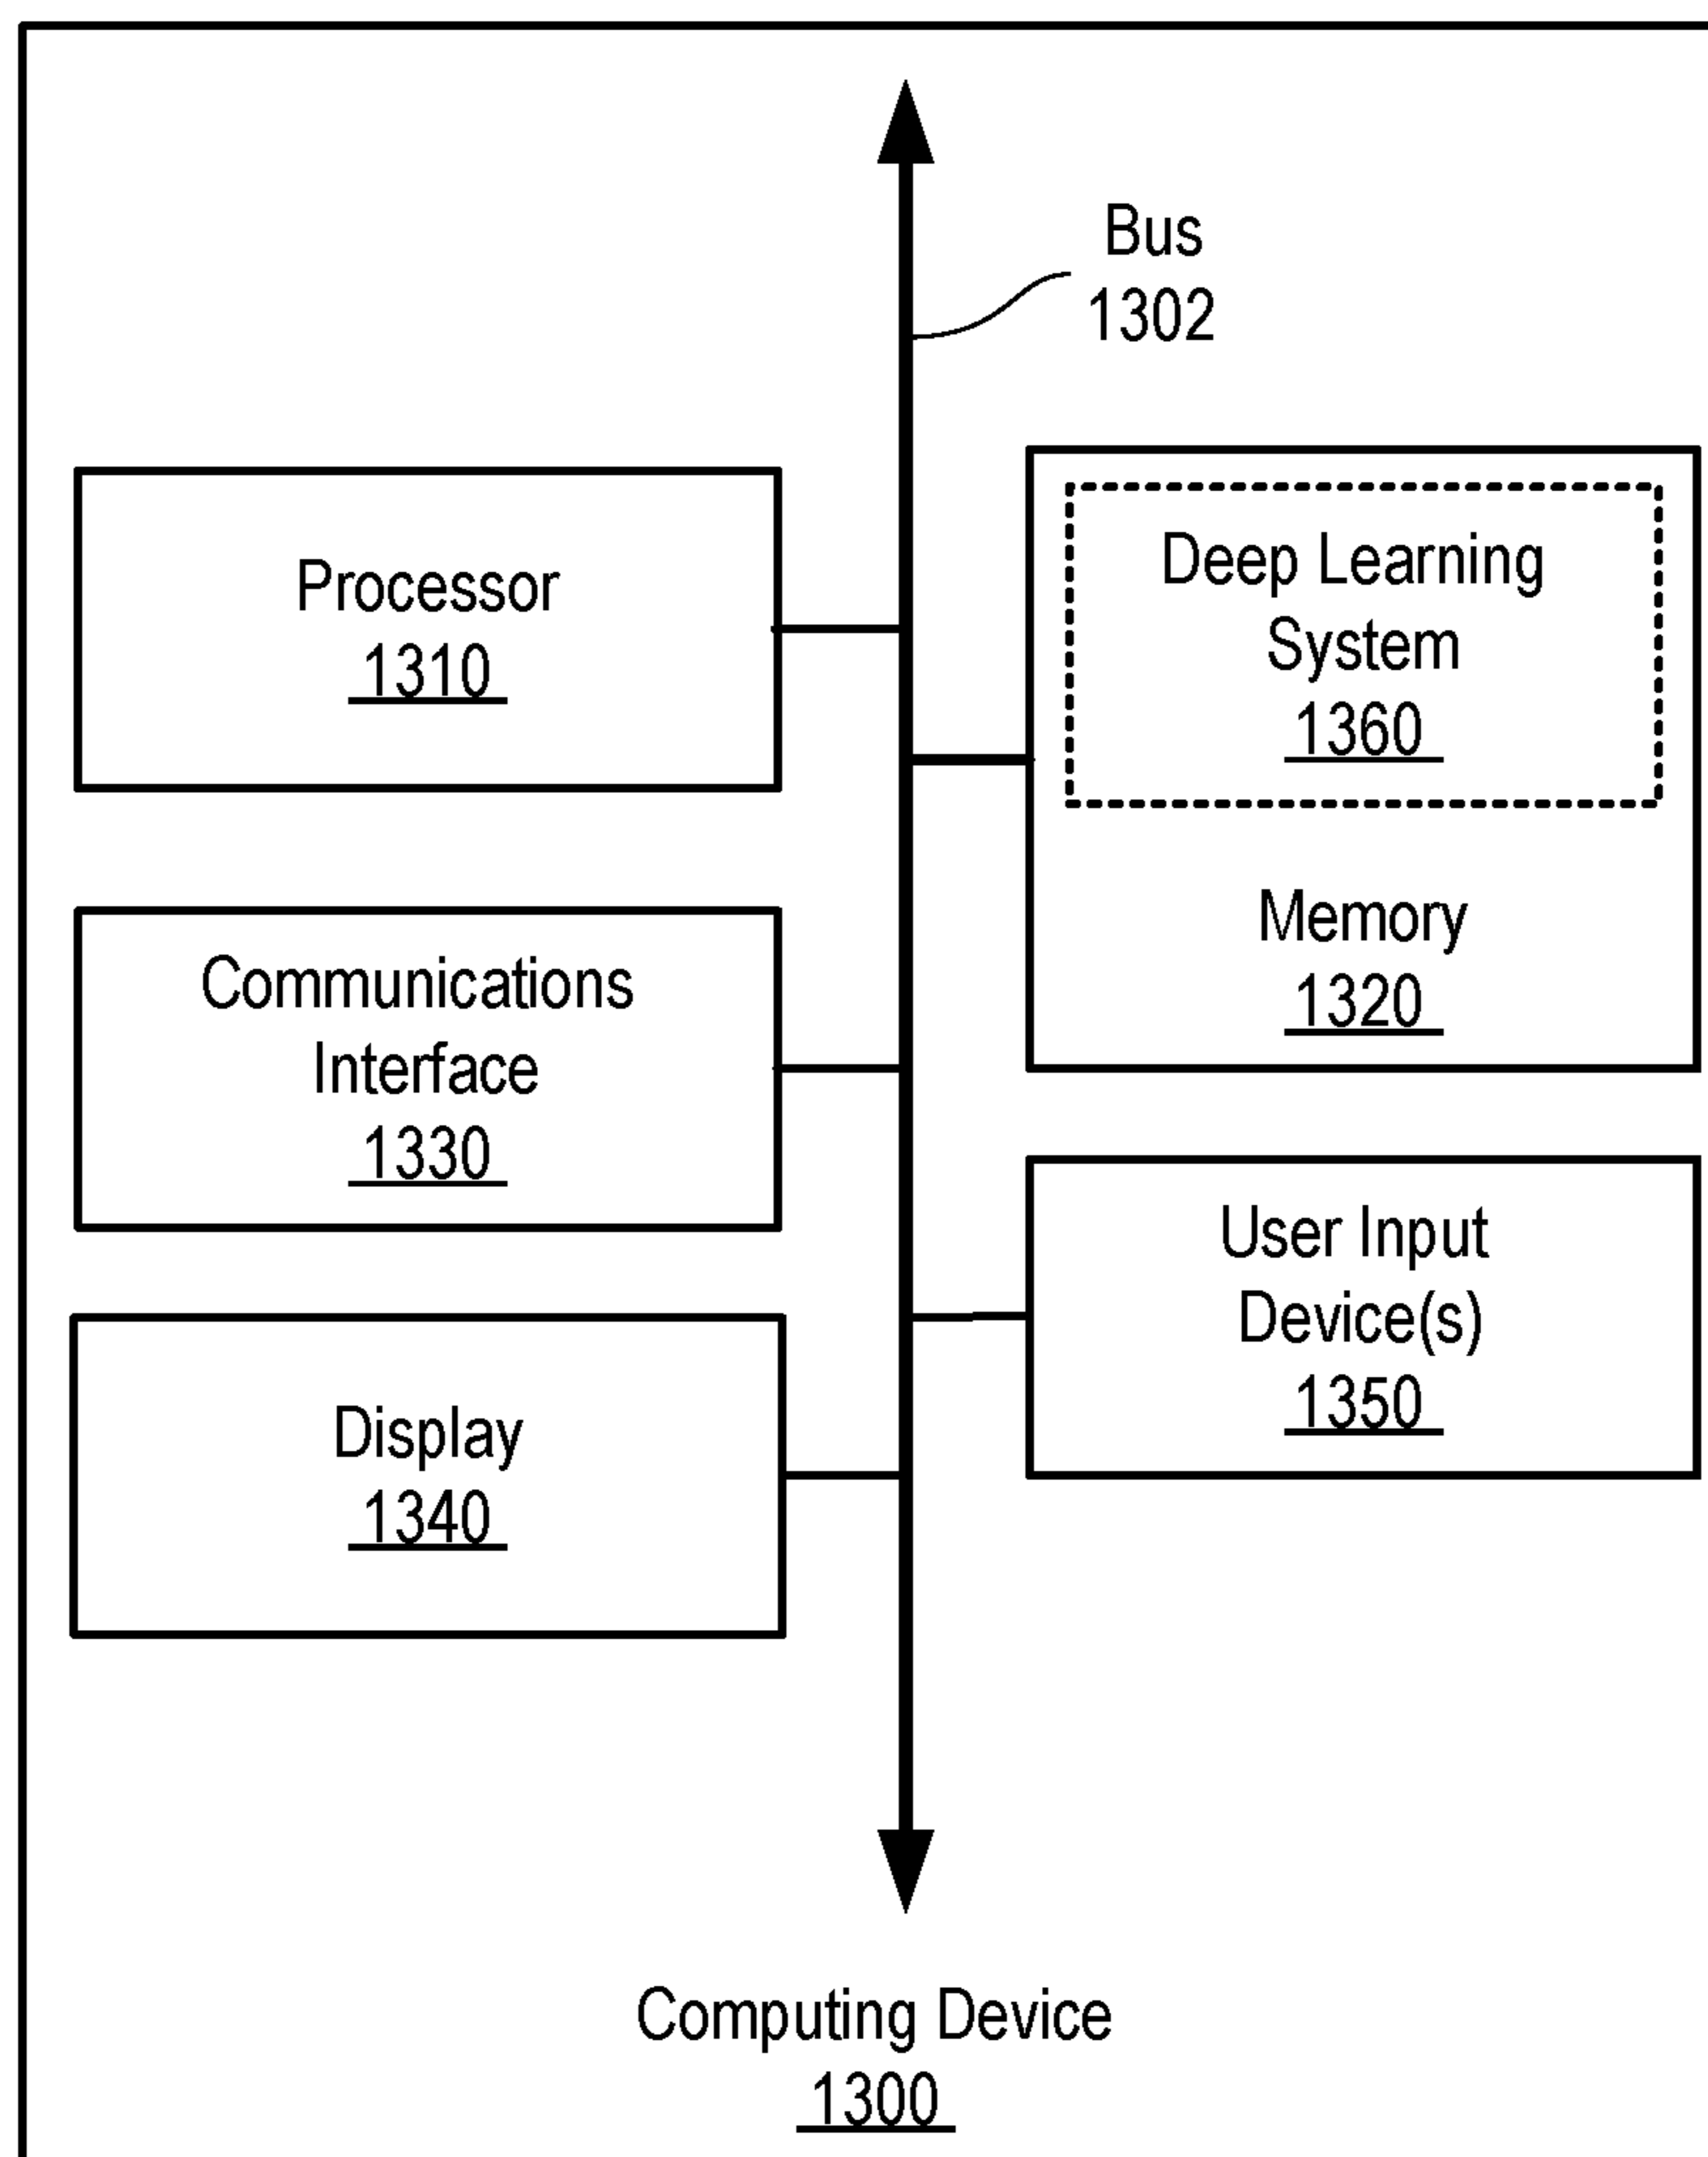 Bus
1302
Processor
1310
Deep Learning
System
1360
Memory
1320
Communications
Interface
1330
User Input
Device(s)
1350
Display
1340
Computing Device
1300